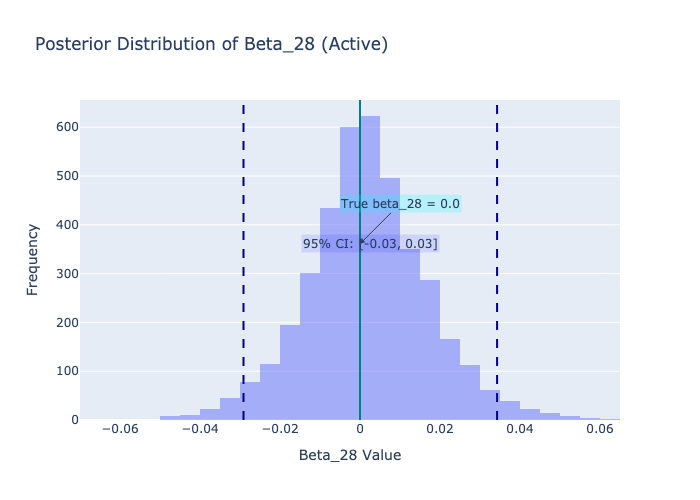 Posterior Distribution of Beta_28 (Active)
600
500
400
300
200
100
0
Frequency
True beta_28 = 0.0
95% CI: [-0.03, 0.03]
−0.06
−0.04
−0.02
0
0.02
0.04
0.06
Beta_28 Value